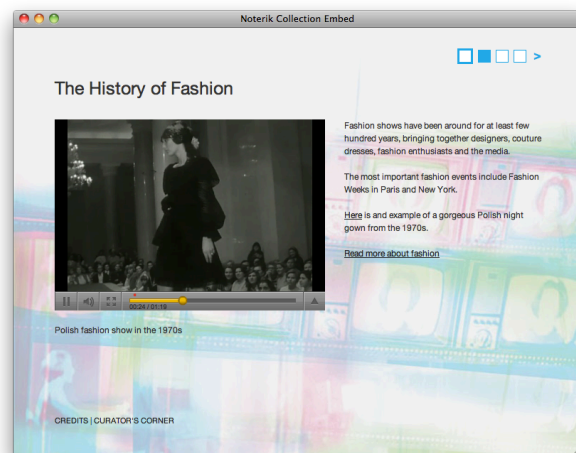 Noterik Collection Embed
>
The History of Fashion
Fashion shows have been around for at least few
hundred years, bringing together designers, couture
dresses, fashion enthusiasts and the media.
The most important fashion events include Fashion
Weeks in Paris and New York.
Here is and example of a gorgeous Polish night
gown from the 1970s.
Read more about fashion
00:24 / 01:18
Polish fashion show in the 1970s
CREDITS | CURATOR'S CORNER